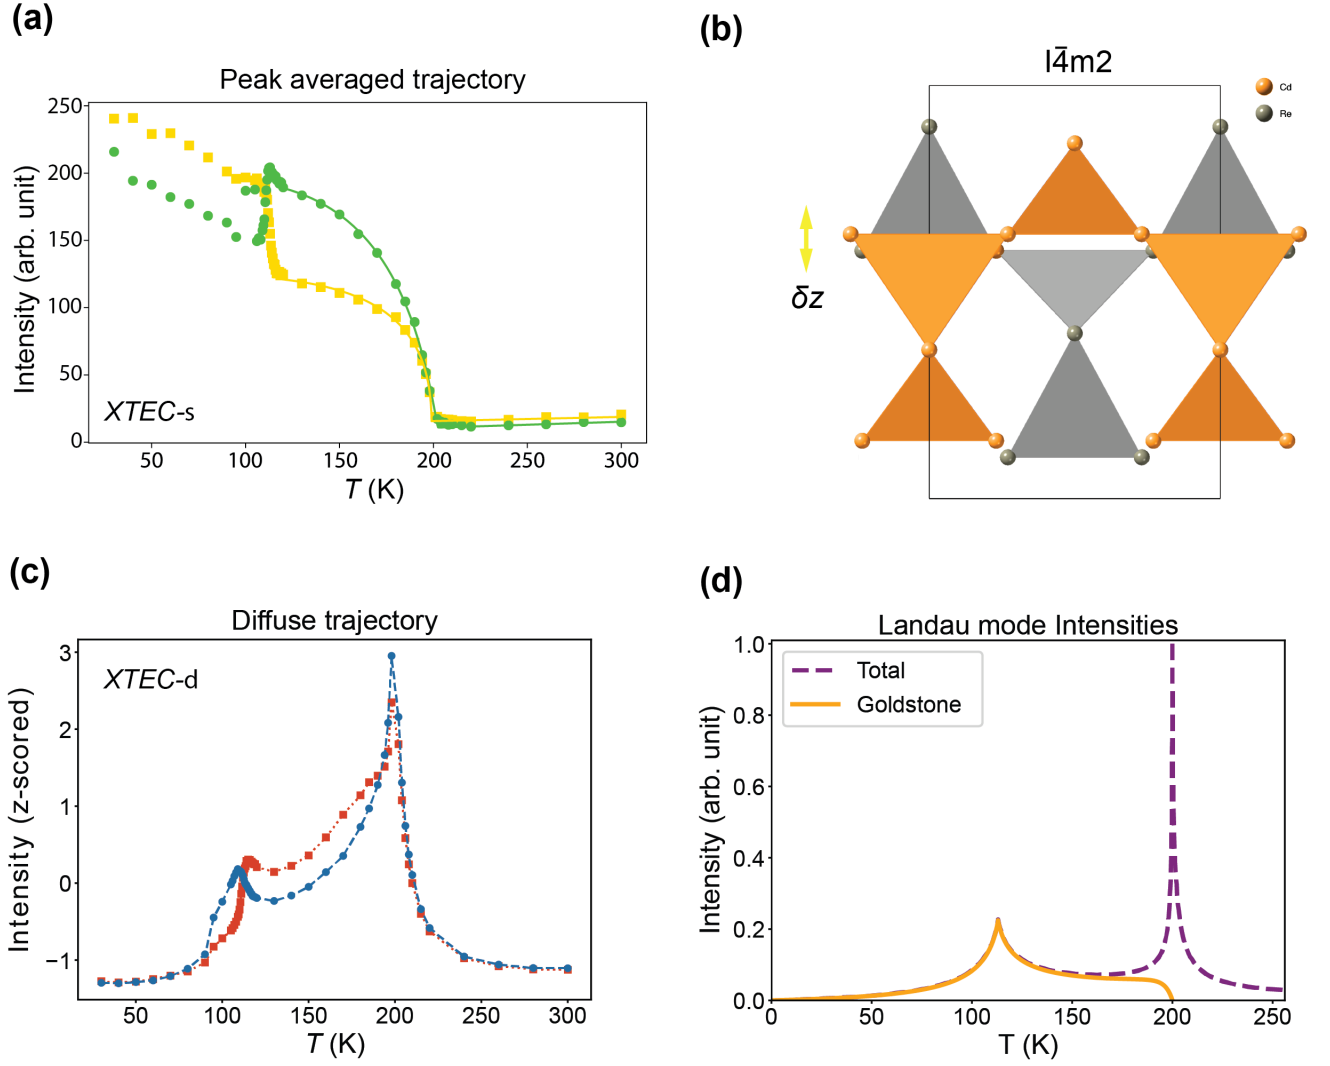 (a)
Peak averaged trajectory
250
200
150
100
50
0
Intensity (arb. unit)
XTEC-s
50 100 150 200 250 300
T (K)
(b)
I4̄m2
Cd
Re
δz
(c)
Diffuse trajectory
3
2
1
0
−1
Intensity (z-scored)
XTEC-d
50 100 150 200 250 300
T (K)
(d)
Landau mode Intensities
1.0
0.8
0.6
0.4
0.2
0.0
Intensity (arb. unit)
Total
Goldstone
0 50 100 150 200 250
T (K)